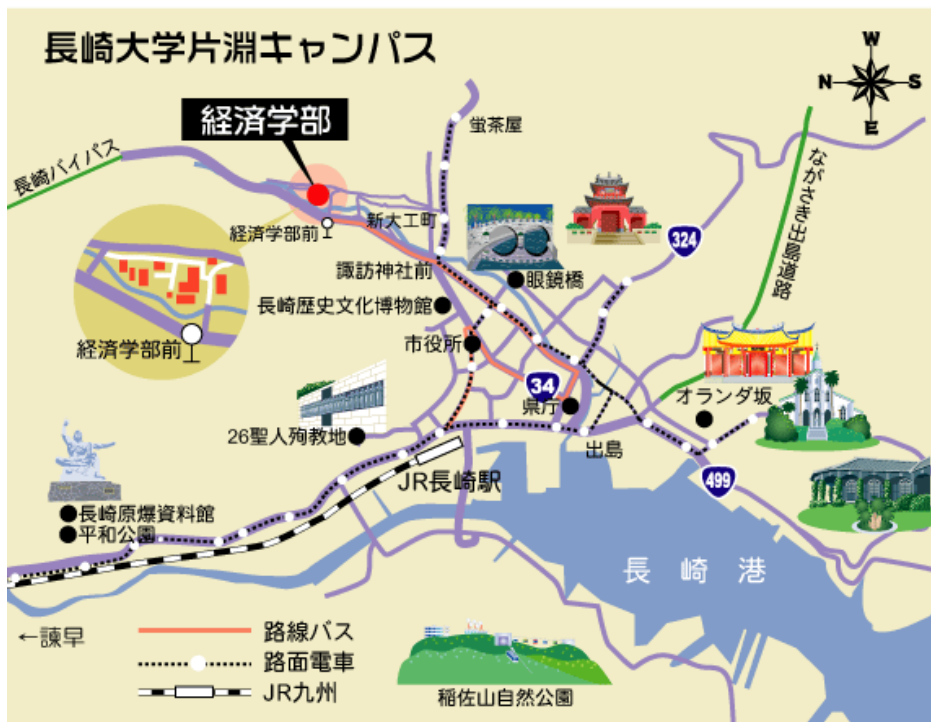 長崎大学片淵キャンパス
W
N
S
E
経済学部
蛍茶屋
長崎バイパス
ながさき出島道路
経済学部前
新大工町
324
諏訪神社前
眼鏡橋
長崎歴史文化博物館
経済学部前
市役所
34
県庁
オランダ坂
26聖人殉教地
出島
JR長崎駅
499
長崎原爆資料館
平和公園
長崎港
←諫早
路線バス
路面電車
JR九州
稲佐山自然公園